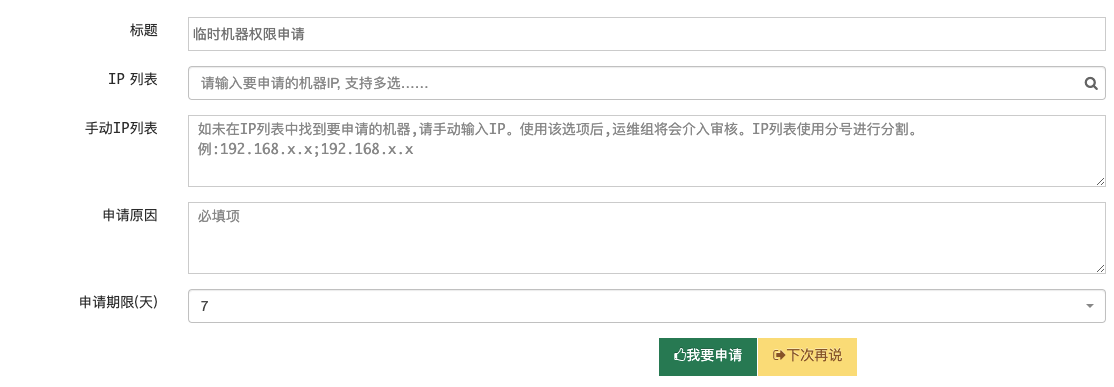 标题
临时机器权限申请
IP 列表
请输入要申请的机器IP, 支持多选......
手动IP列表
如未在IP列表中找到要申请的机器,请手动输入IP。使用该选项后,运维组将会介入审核。IP列表使用分号进行分割。
例:192.168.x.x;192.168.x.x
申请原因
必填项
申请期限(天)
7
我要申请
下次再说